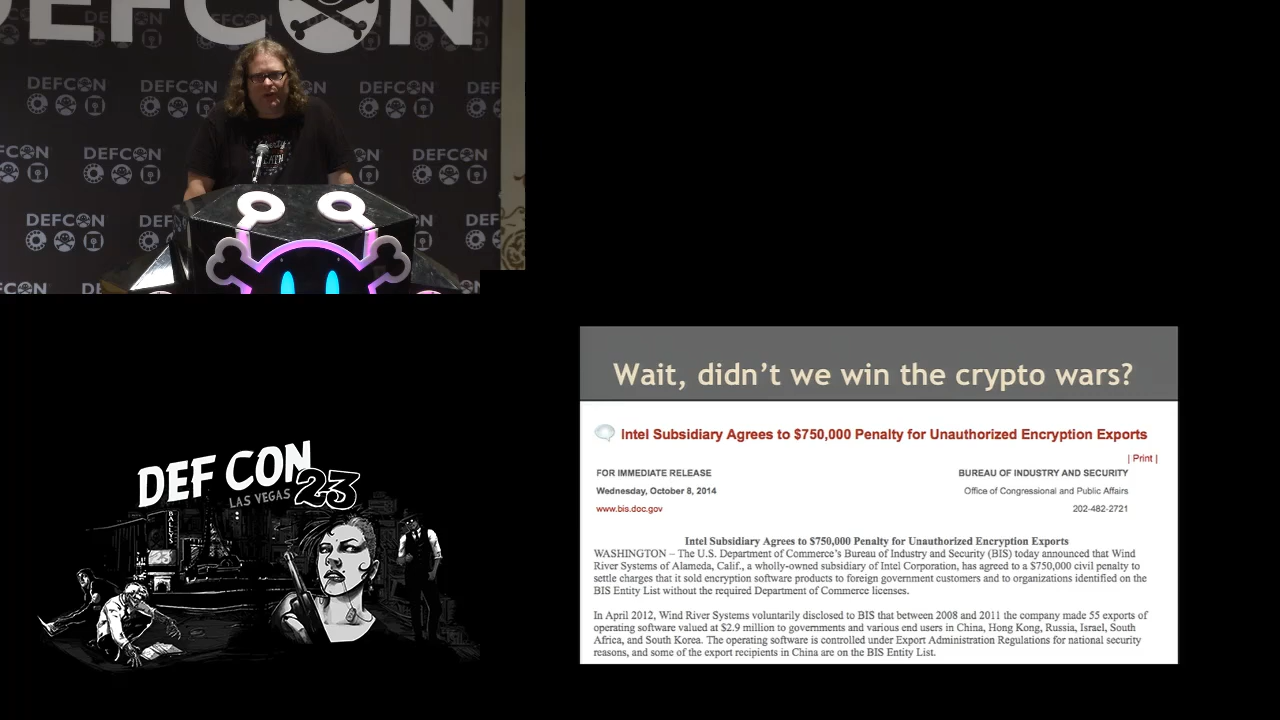 DEFCON
DEFCON
DEFCON
DEFCON
DEFCON
DEFCON
DEFCON
DEFCON
DEFCON
DEF CON
LAS VEGAS 23
BALLYS
23
Wait, didn't we win the crypto wars?
Intel Subsidiary Agrees to $750,000 Penalty for Unauthorized Encryption Exports
| Print |
FOR IMMEDIATE RELEASE
BUREAU OF INDUSTRY AND SECURITY
Wednesday, October 8, 2014
Office of Congressional and Public Affairs
www.bis.doc.gov
202-482-2721
Intel Subsidiary Agrees to $750,000 Penalty for Unauthorized Encryption Exports
WASHINGTON – The U.S. Department of Commerce's Bureau of Industry and Security (BIS) today announced that Wind
River Systems of Alameda, Calif., a wholly-owned subsidiary of Intel Corporation, has agreed to a $750,000 civil penalty to
settle charges that it sold encryption software products to foreign government customers and to organizations identified on the
BIS Entity List without the required Department of Commerce licenses.
In April 2012, Wind River Systems voluntarily disclosed to BIS that between 2008 and 2011 the company made 55 exports of
operating software valued at $2.9 million to governments and various end users in China, Hong Kong, Russia, Israel, South
Africa, and South Korea. The operating software is controlled under Export Administration Regulations for national security
reasons, and some of the export recipients in China are on the BIS Entity List.